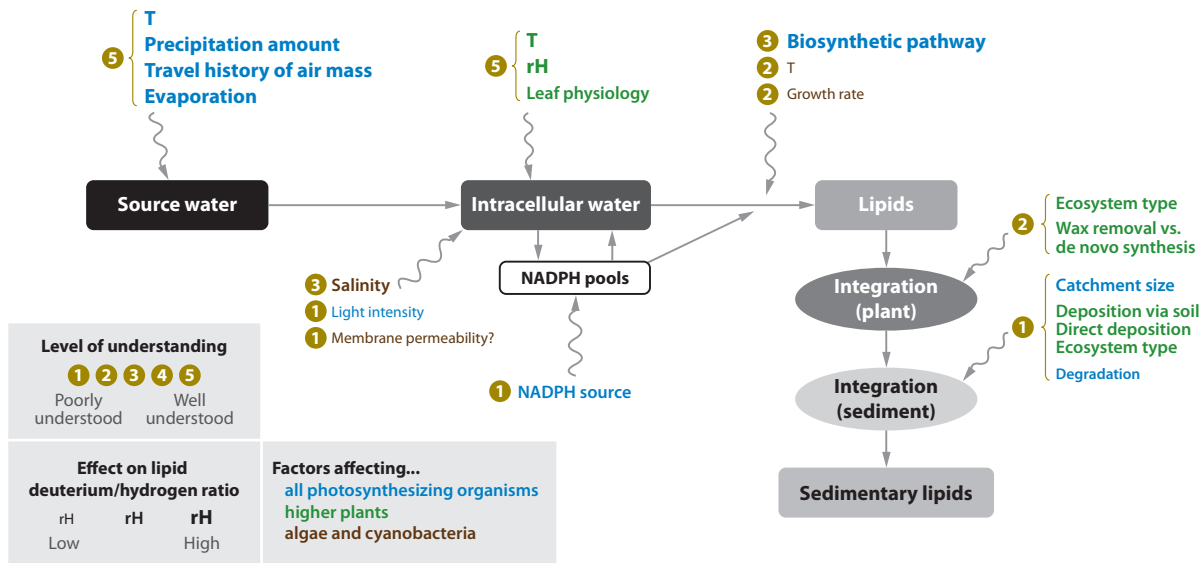 5
T
Precipitation amount
Travel history of air mass
Evaporation
5
T
rH
Leaf physiology
3 Biosynthetic pathway
2 T
2 Growth rate
Source water
Intracellular water
Lipids
NADPH pools
3 Salinity
1 Light intensity
1 Membrane permeability?
1 NADPH source
2
Ecosystem type
Wax removal vs.
de novo synthesis
Integration
(plant)
1
Catchment size
Deposition via soil
Direct deposition
Ecosystem type
Degradation
Integration
(sediment)
Sedimentary lipids
Level of understanding
1 2 3 4 5
Poorly understood
Well understood
Effect on lipid
deuterium/hydrogen ratio
rH rH rH
Low High
Factors affecting...
all photosynthesizing organisms
higher plants
algae and cyanobacteria